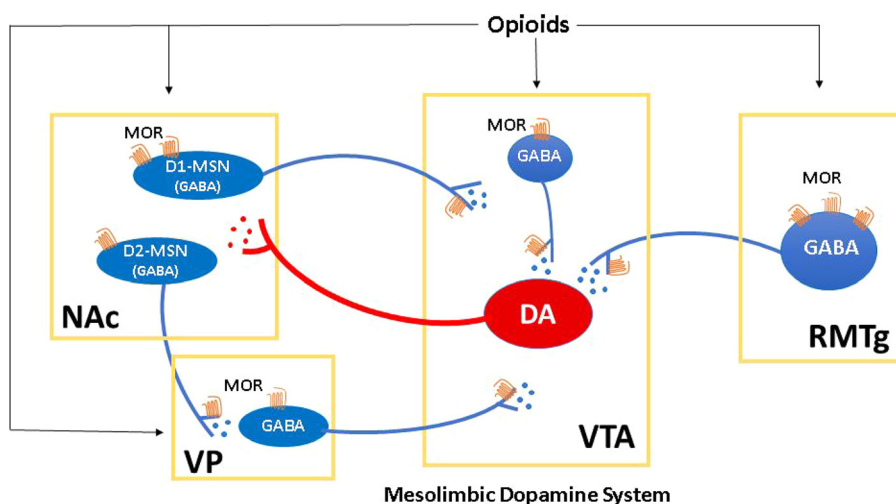 Opioids
MOR
D1-MSN
(GABA)
D2-MSN
(GABA)
NAc
MOR
GABA
VP
MOR
GABA
DA
VTA
MOR
GABA
RMTg
Mesolimbic Dopamine System